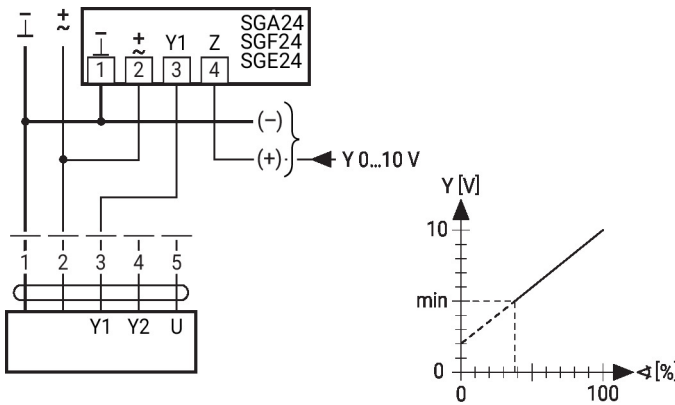 ⊥ ~
SGA24
SGF24
SGE24
⊥ ~ Y1 Z
1 2 3 4
(–)
(+) Y 0...10 V
1 2 3 4 5
Y1 Y2 U
Y [V]
10
min
0
0 100
∢ [%]